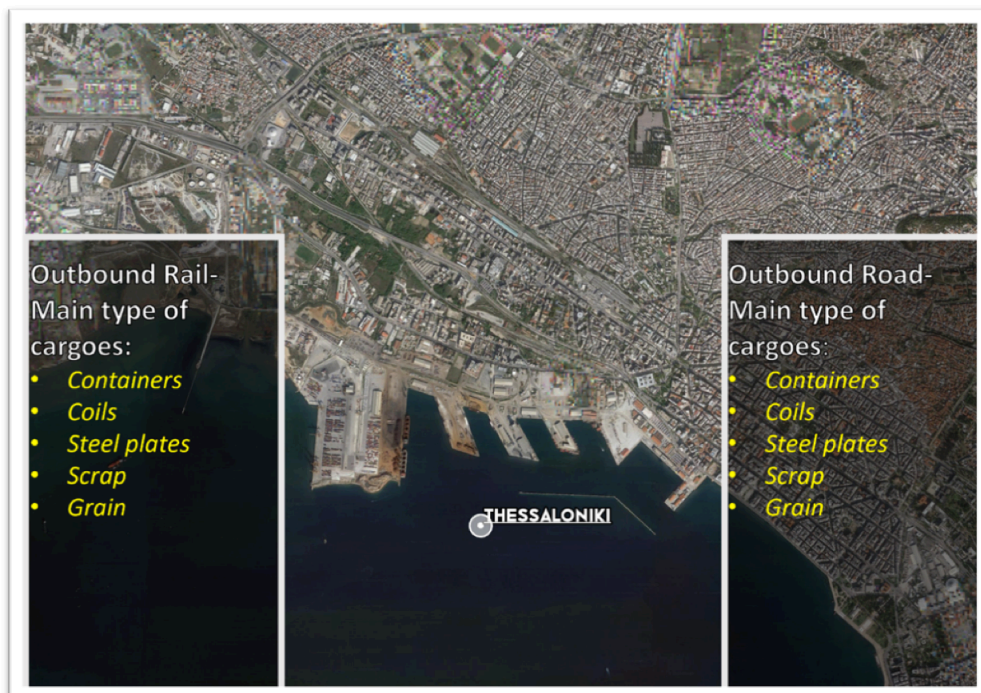 Outbound Rail-
Main type of
cargoes:
• Containers
• Coils
• Steel plates
• Scrap
• Grain
THESSALONIKI
Outbound Road-
Main type of
cargoes:
• Containers
• Coils
• Steel plates
• Scrap
• Grain